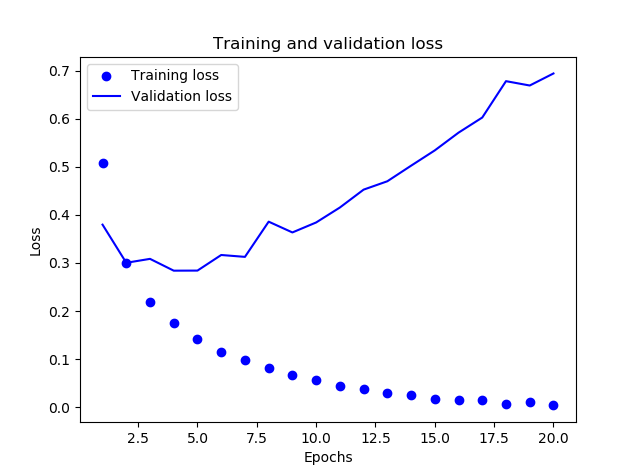 Training and validation loss
Training loss
Validation loss
Loss
0.7
0.6
0.5
0.4
0.3
0.2
0.1
0.0
2.5 5.0 7.5 10.0 12.5 15.0 17.5 20.0
Epochs